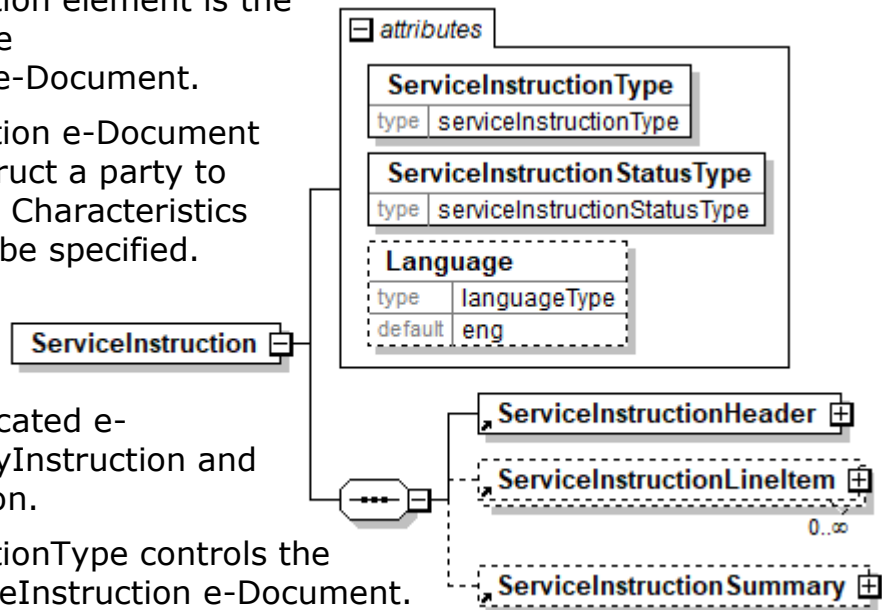 tion element is the
e
e-Document.
tion e-Document
ruct a party to
Characteristics
be specified.
cated e-
yInstruction and
on.
tionType controls the
eInstruction e-Document.
ServiceInstruction
attributes
ServiceInstructionType
type serviceInstructionType
ServiceInstructionStatusType
type serviceInstructionStatusType
Language
type languageType
default eng
ServiceInstructionHeader
ServiceInstructionLineItem
0..∞
ServiceInstructionSummary